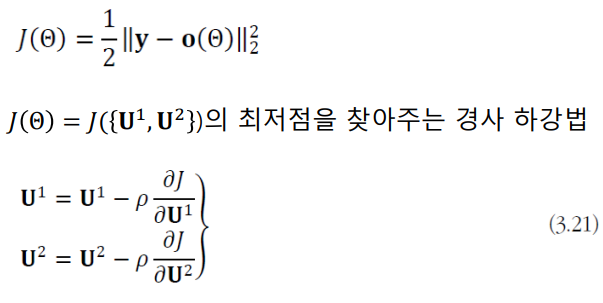 J(Θ) = 1/2 ‖𝐲 − 𝐨(Θ)‖₂²
J(Θ) = J({𝐔¹, 𝐔²})의 최저점을 찾아주는 경사 하강법
𝐔¹ = 𝐔¹ − ρ ∂J/∂𝐔¹
𝐔² = 𝐔² − ρ ∂J/∂𝐔²
(3.21)